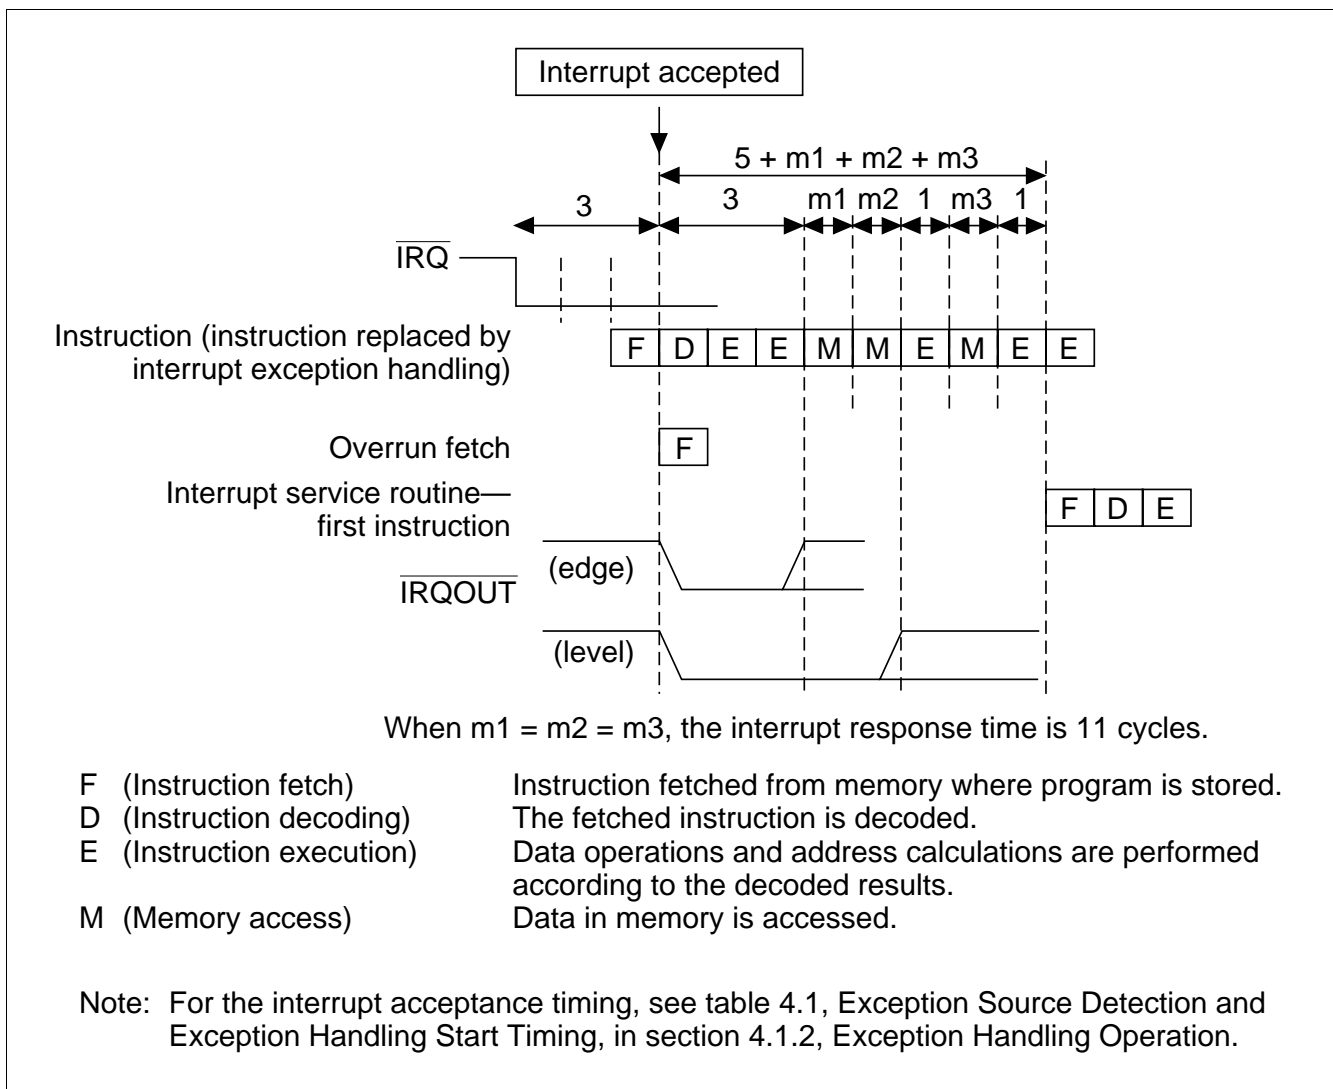 Interrupt accepted
5 + m1 + m2 + m3
3 3 m1 m2 1 m3 1
IRQ
Instruction (instruction replaced by
interrupt exception handling)
F D E E M M E M E E
Overrun fetch
F
Interrupt service routine—
first instruction
F D E
(edge)
IRQOUT
(level)
When m1 = m2 = m3, the interrupt response time is 11 cycles.
F (Instruction fetch) Instruction fetched from memory where program is stored.
D (Instruction decoding) The fetched instruction is decoded.
E (Instruction execution) Data operations and address calculations are performed
according to the decoded results.
M (Memory access) Data in memory is accessed.
Note: For the interrupt acceptance timing, see table 4.1, Exception Source Detection and
Exception Handling Start Timing, in section 4.1.2, Exception Handling Operation.